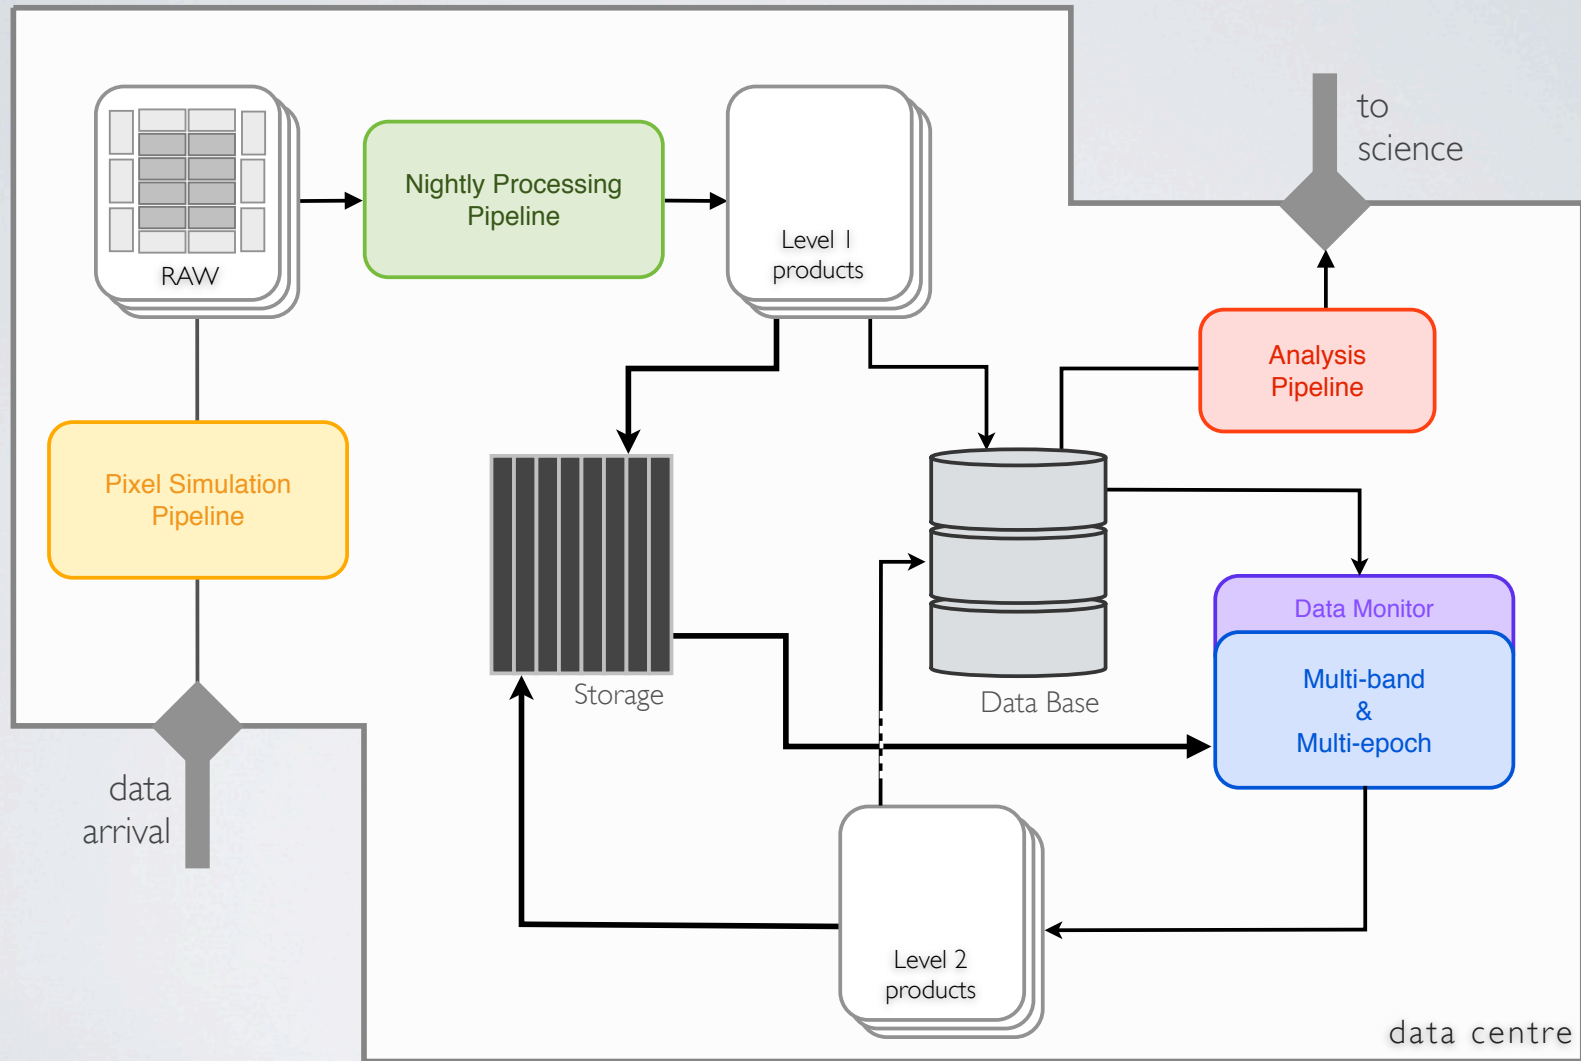 RAW
Nightly Processing
Pipeline
Level 1
products
to
science
Analysis
Pipeline
Pixel Simulation
Pipeline
Storage
Data Base
Data Monitor
Multi-band
&
Multi-epoch
data
arrival
Level 2
products
data centre